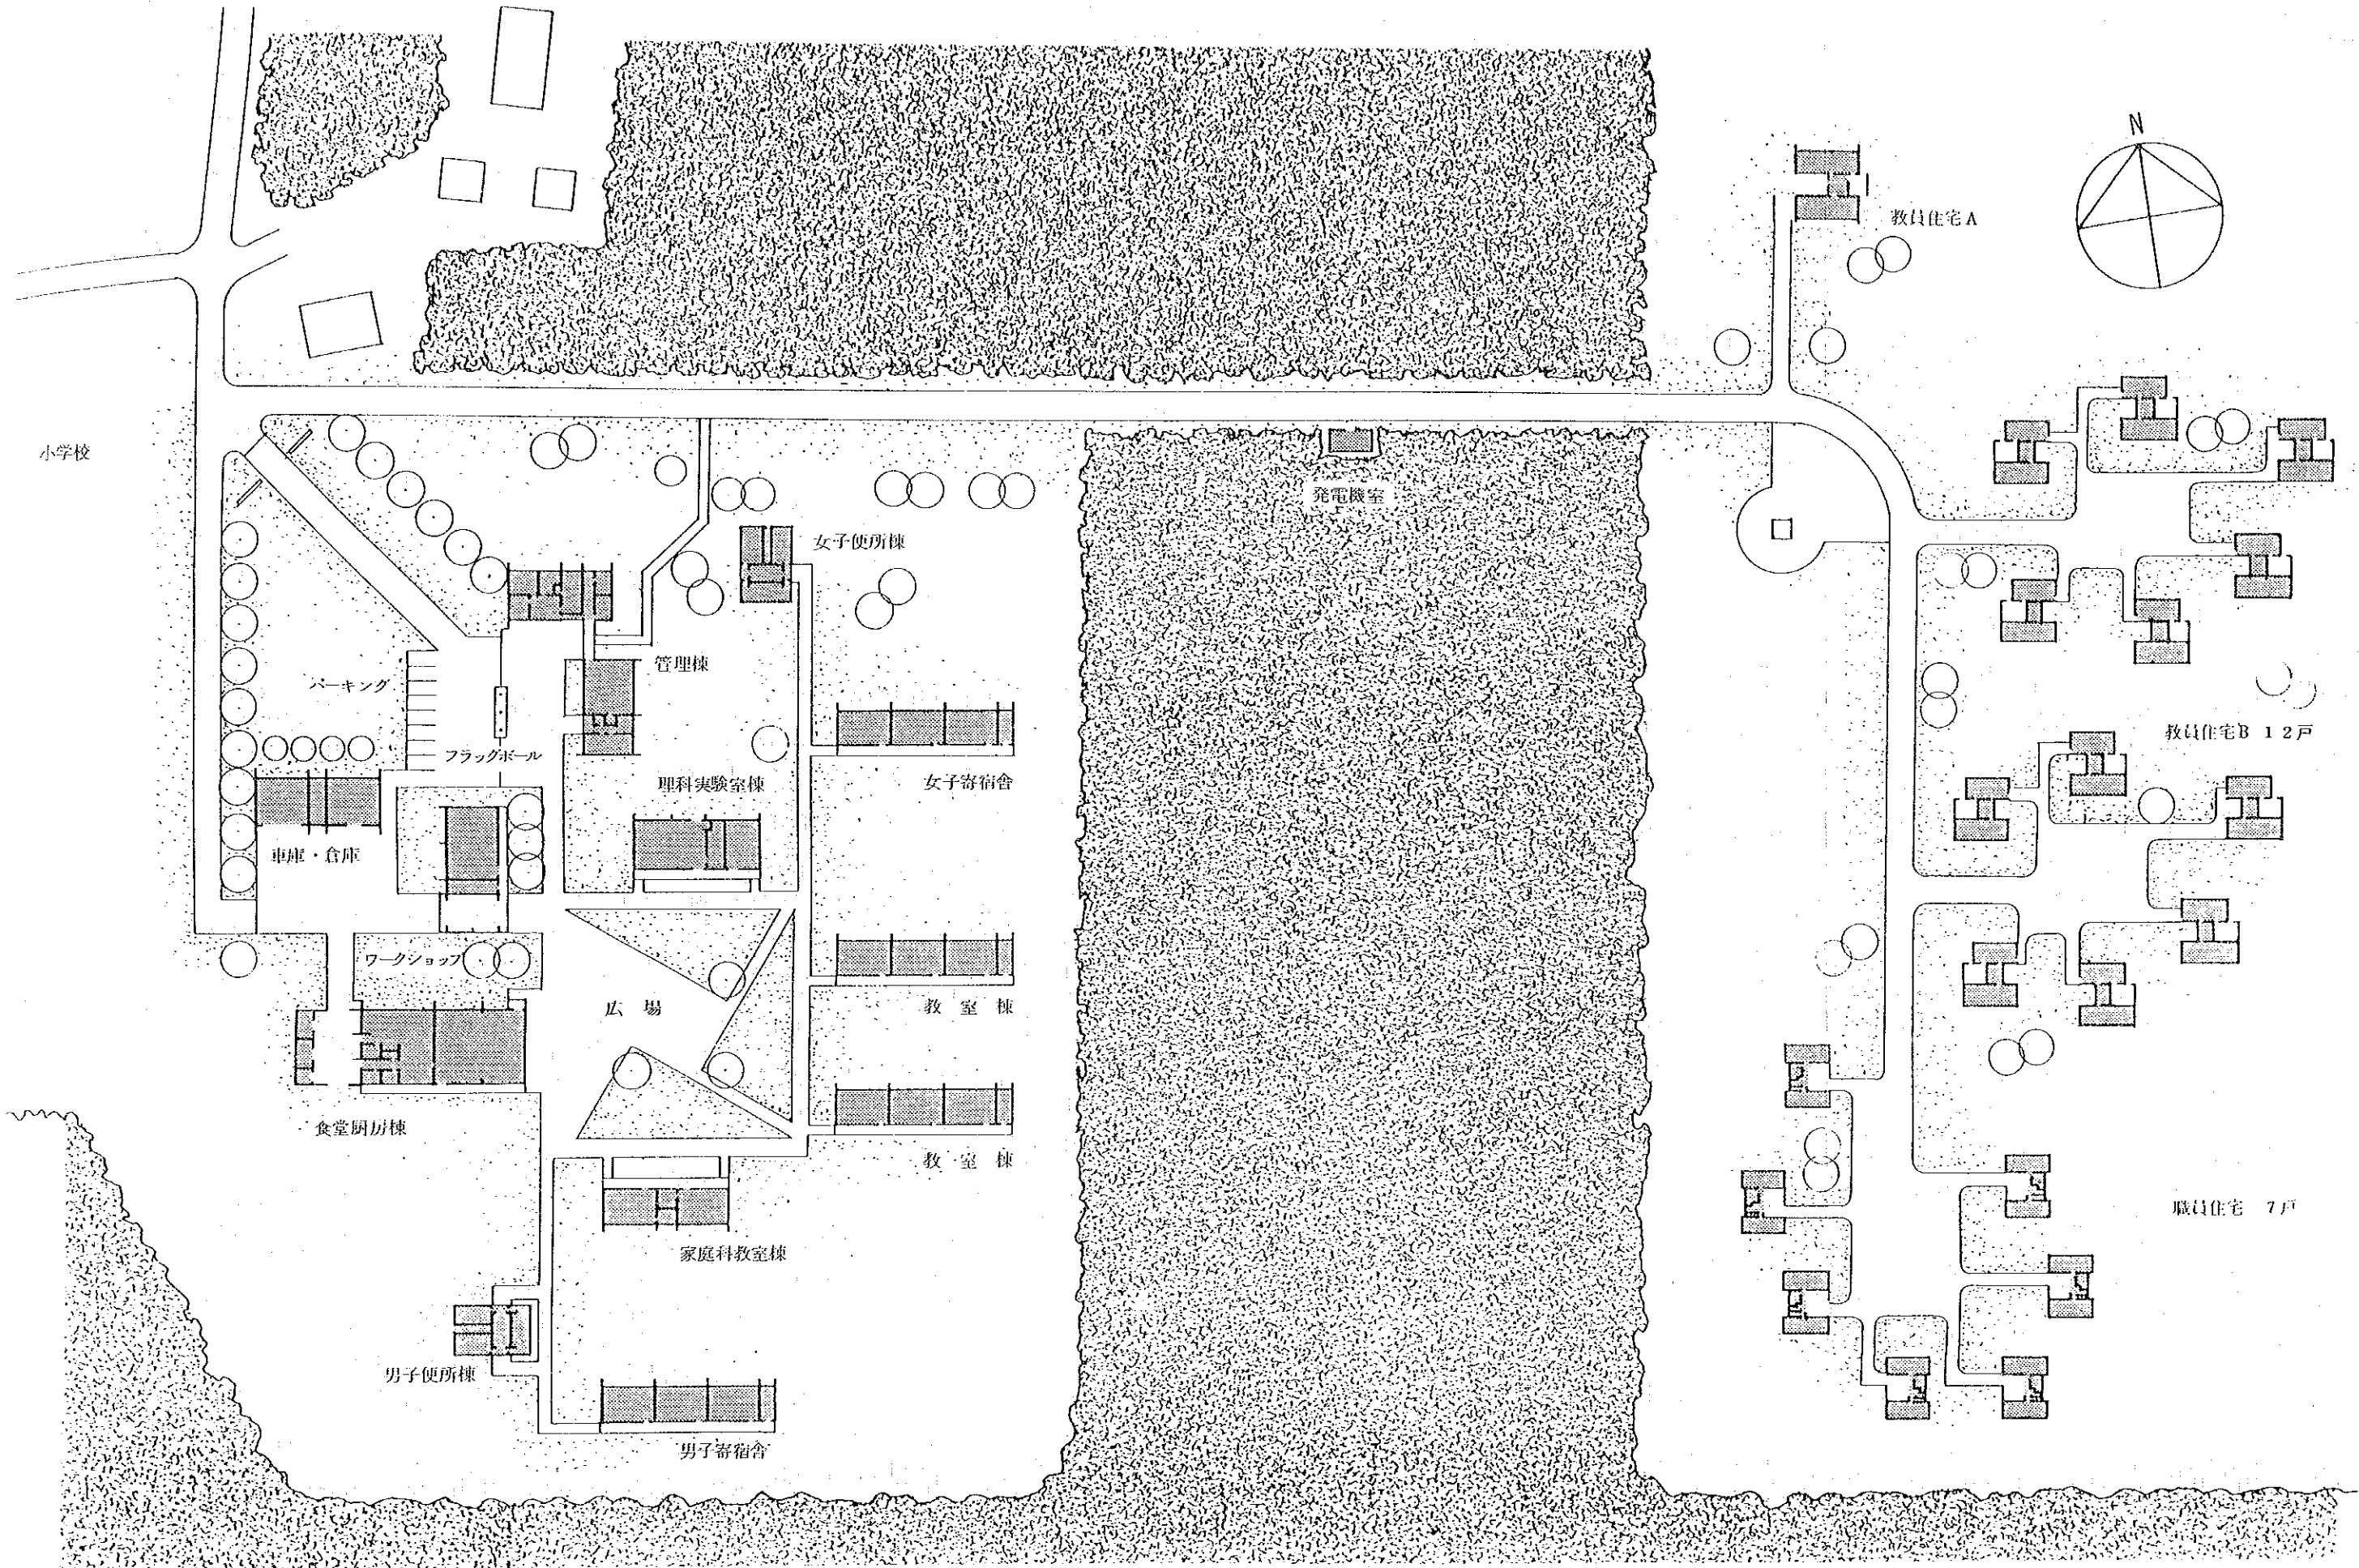 N
教員住宅A
小学校
発電機室
女子便所棟
管理棟
パーキング
フラッグポール
教員住宅B 12戸
理科実験室棟
女子寄宿舎
車庫・倉庫
ワークショップ
広場
教室棟
食堂厨房棟
教室棟
職員住宅 7戸
家庭科教室棟
男子便所棟
男子寄宿舎